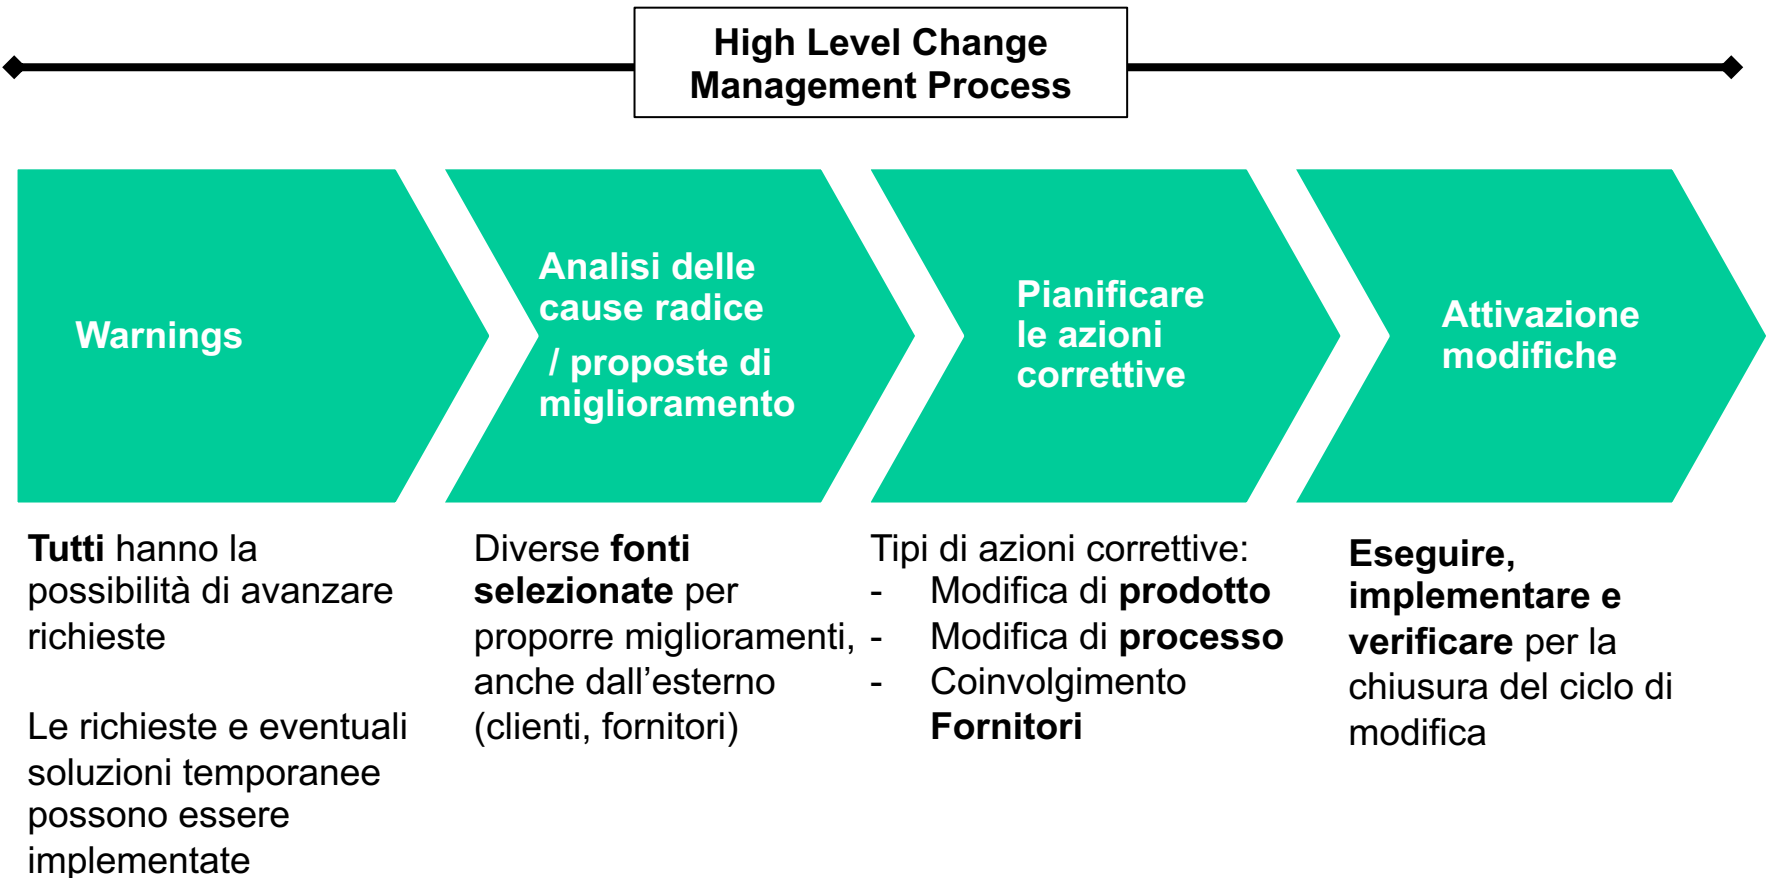 High Level Change
Management Process
Warnings
Analisi delle
cause radice
/ proposte di
miglioramento
Pianificare
le azioni
correttive
Attivazione
modifiche
Tutti hanno la
possibilità di avanzare
richieste
Le richieste e eventuali
soluzioni temporanee
possono essere
implementate
Diverse fonti
selezionate per
proporre miglioramenti,
anche dall’esterno
(clienti, fornitori)
Tipi di azioni correttive:
- Modifica di prodotto
- Modifica di processo
- Coinvolgimento
Fornitori
Eseguire,
implementare e
verificare per la
chiusura del ciclo di
modifica